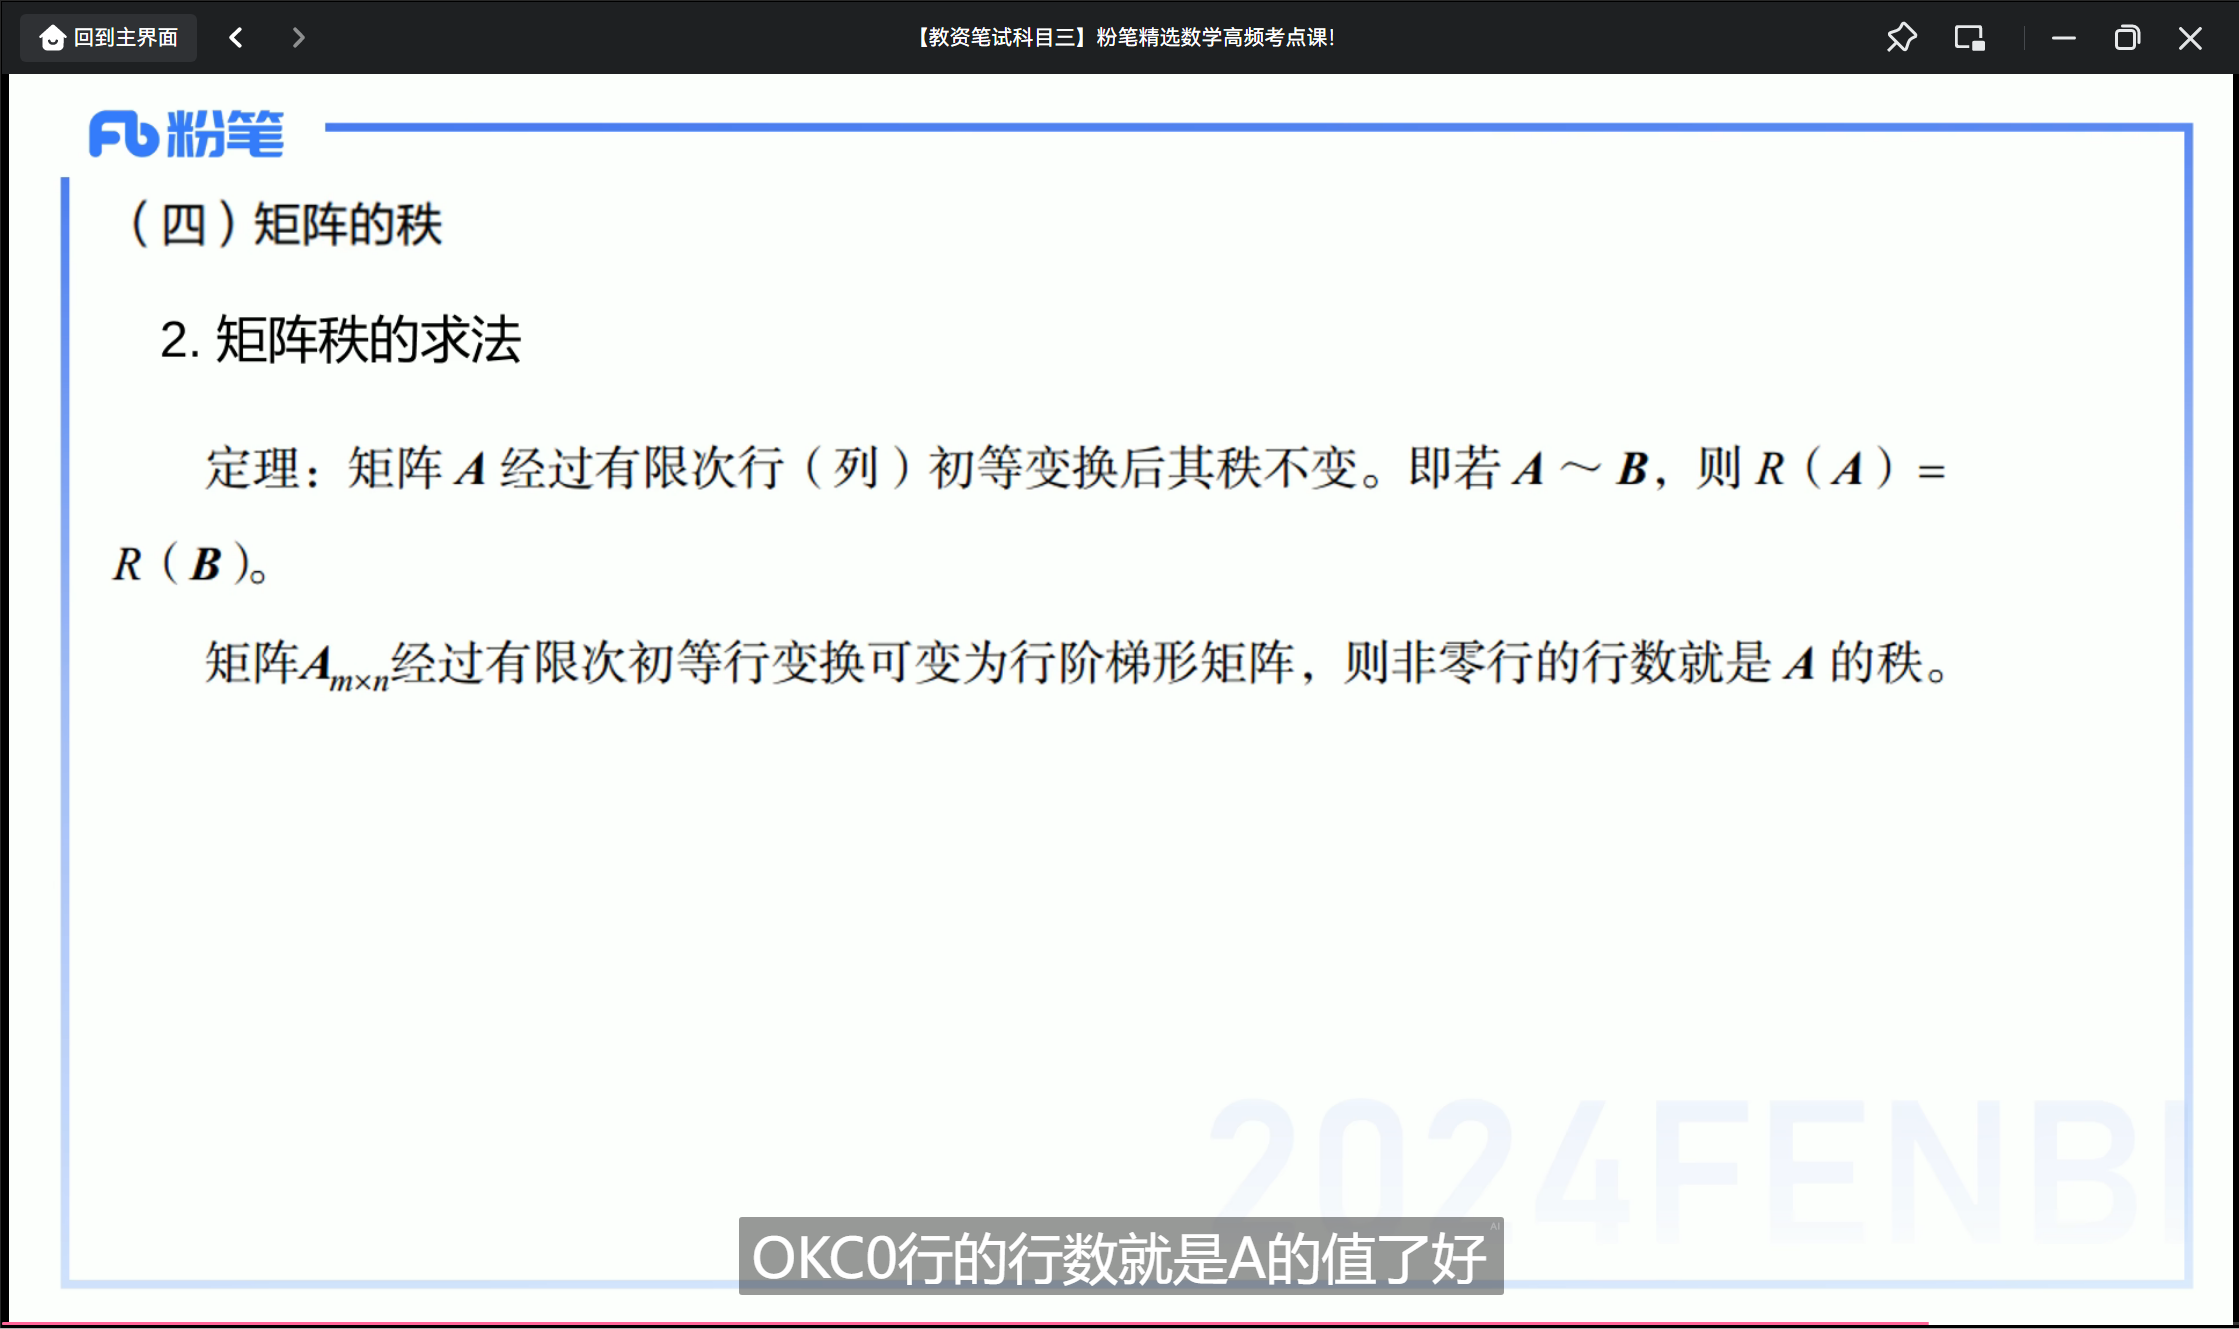 回到主界面
【教资笔试科目三】粉笔精选数学高频考点课!
Fb粉笔
（四）矩阵的秩
2. 矩阵秩的求法
定理：矩阵 A 经过有限次行（列）初等变换后其秩不变。即若 A ～ B，则 R（A）=
R（B）。
矩阵Am×n经过有限次初等行变换可变为行阶梯形矩阵，则非零行的行数就是 A 的秩。
2024FENBI
AI
OKC0行的行数就是A的值了好